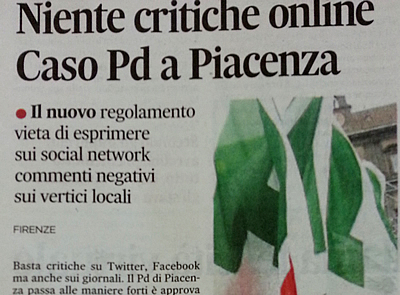 Niente critiche online
Caso Pd a Piacenza
● Il nuovo regolamento
vieta di esprimere
sui social network
commenti negativi
sui vertici locali
FIRENZE
Basta critiche su Twitter, Facebook
ma anche sui giornali. Il Pd di Piacen-
za passa alle maniere forti è approva